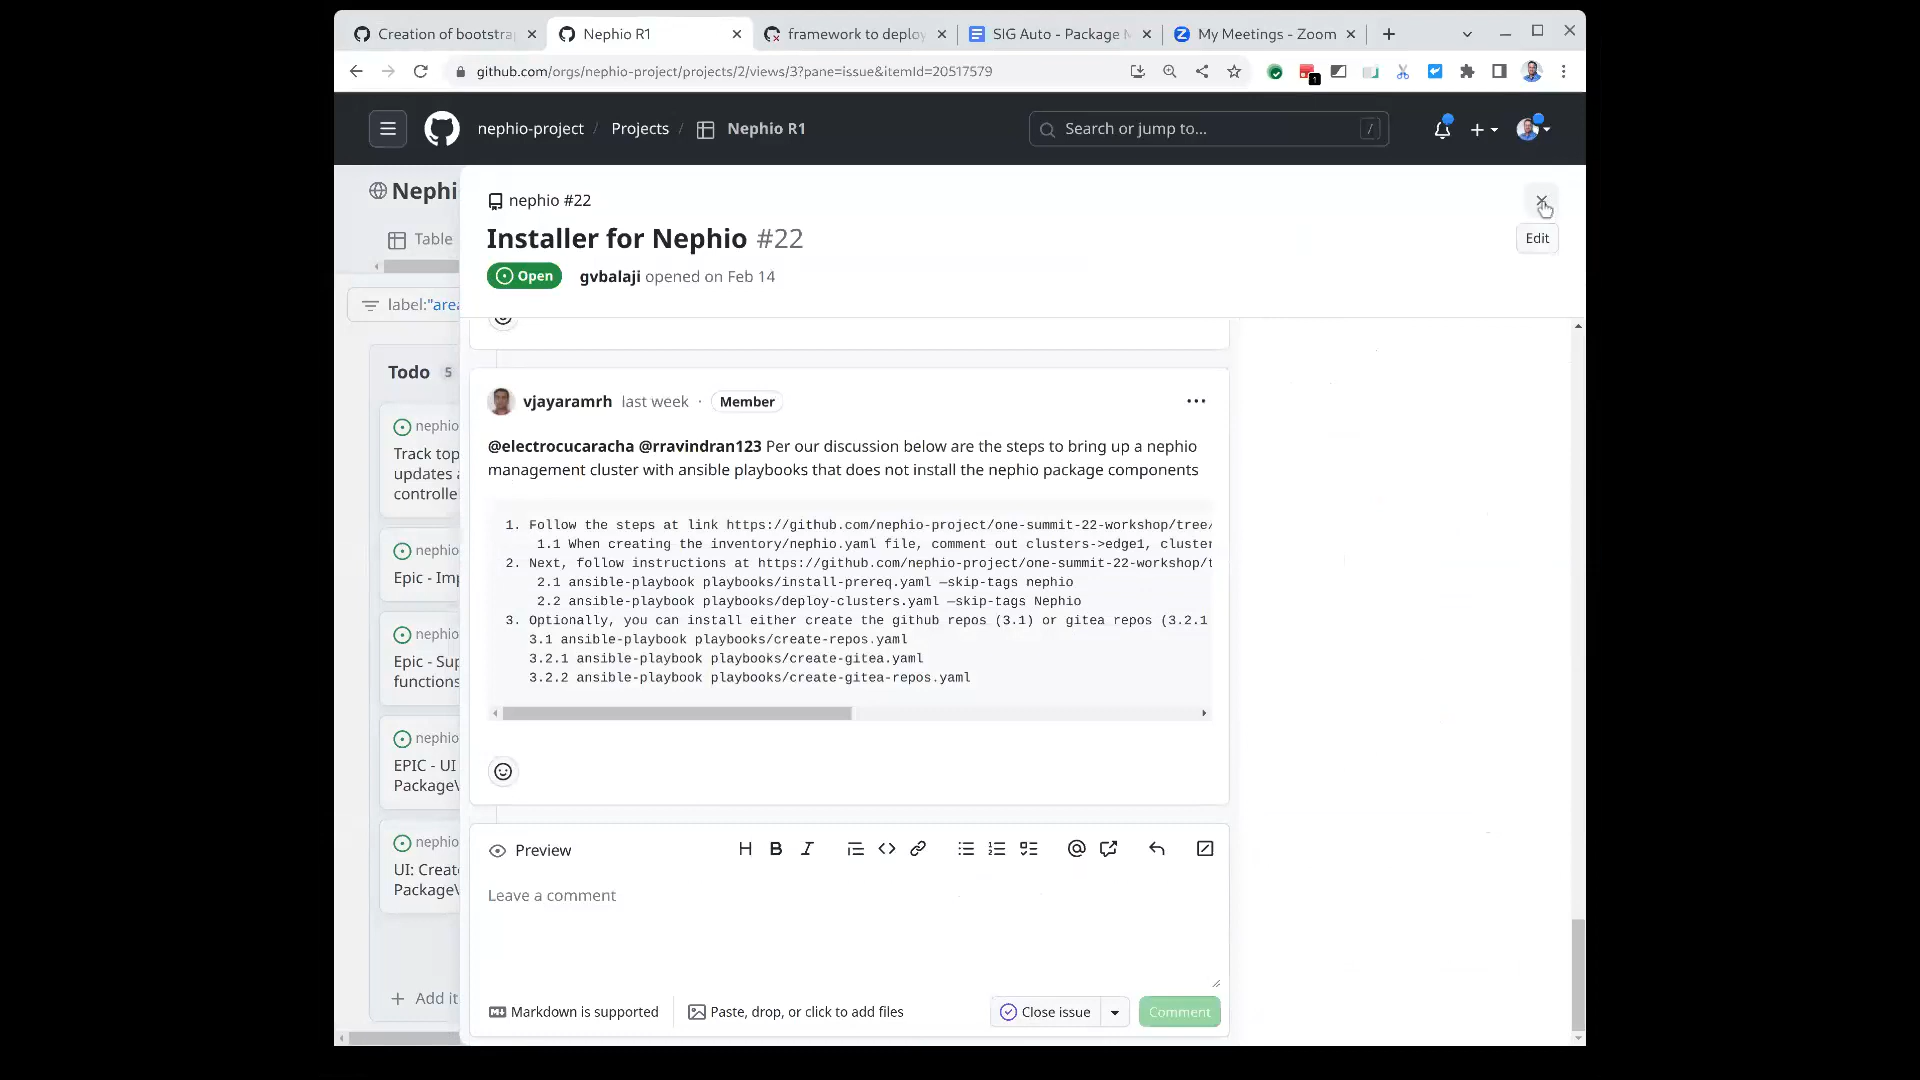 Creation of bootstra
Nephio R1
framework to deploy
SIG Auto - Package
My Meetings - Zoom
github.com/orgs/nephio-project/projects/2/views/3?pane=issue&itemId=20517579
1
nephio-project / Projects / Nephio R1
Search or jump to...
/
Nephi
Table
label:"area
Todo 5
nephio
Track top
updates a
controlle
nephio
Epic - Imp
nephio
Epic - Sup
functions
nephio
EPIC - UI
PackageV
nephio
UI: Create
PackageV
+ Add it
nephio #22
Installer for Nephio #22
Edit
Open
gvbalaji opened on Feb 14
vjayaramrh last week · Member
@electrocucaracha @rravindran123 Per our discussion below are the steps to bring up a nephio
management cluster with ansible playbooks that does not install the nephio package components
1. Follow the steps at link https://github.com/nephio-project/one-summit-22-workshop/tree/
1.1 When creating the inventory/nephio.yaml file, comment out clusters->edge1, cluster
2. Next, follow instructions at https://github.com/nephio-project/one-summit-22-workshop/t
2.1 ansible-playbook playbooks/install-prereq.yaml —skip-tags nephio
2.2 ansible-playbook playbooks/deploy-clusters.yaml —skip-tags Nephio
3. Optionally, you can install either create the github repos (3.1) or gitea repos (3.2.1
3.1 ansible-playbook playbooks/create-repos.yaml
3.2.1 ansible-playbook playbooks/create-gitea.yaml
3.2.2 ansible-playbook playbooks/create-gitea-repos.yaml
Preview
Leave a comment
Markdown is supported
Paste, drop, or click to add files
Close issue
Comment